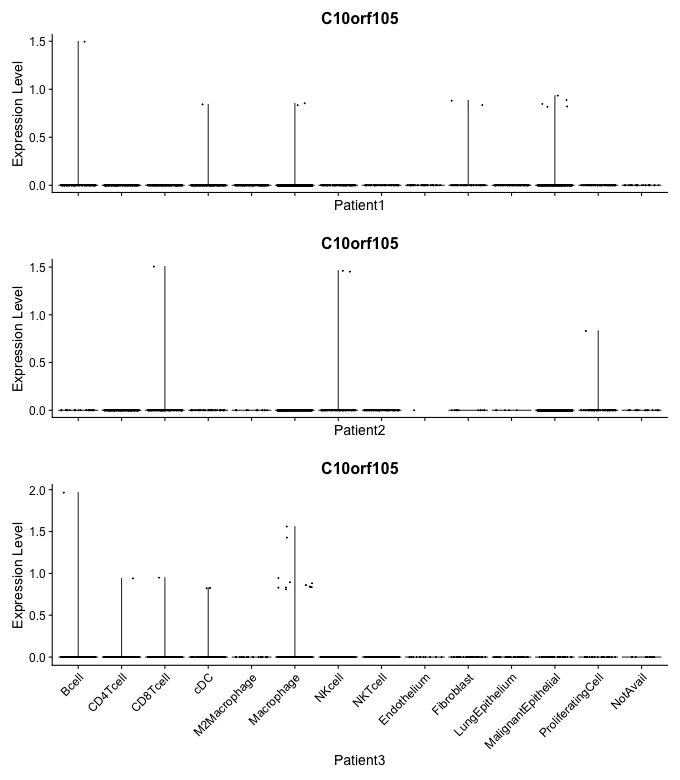 C10orf105
Expression Level
1.5
1.0
0.5
0.0
Patient1
C10orf105
Expression Level
1.5
1.0
0.5
0.0
Patient2
C10orf105
Expression Level
2.0
1.5
1.0
0.5
0.0
Bcell
CD4Tcell
CD8Tcell
cDC
M2Macrophage
Macrophage
NKcell
NKTcell
Endothelium
Fibroblast
LungEpithelium
MalignantEpithelial
ProliferatingCell
NotAvail
Patient3